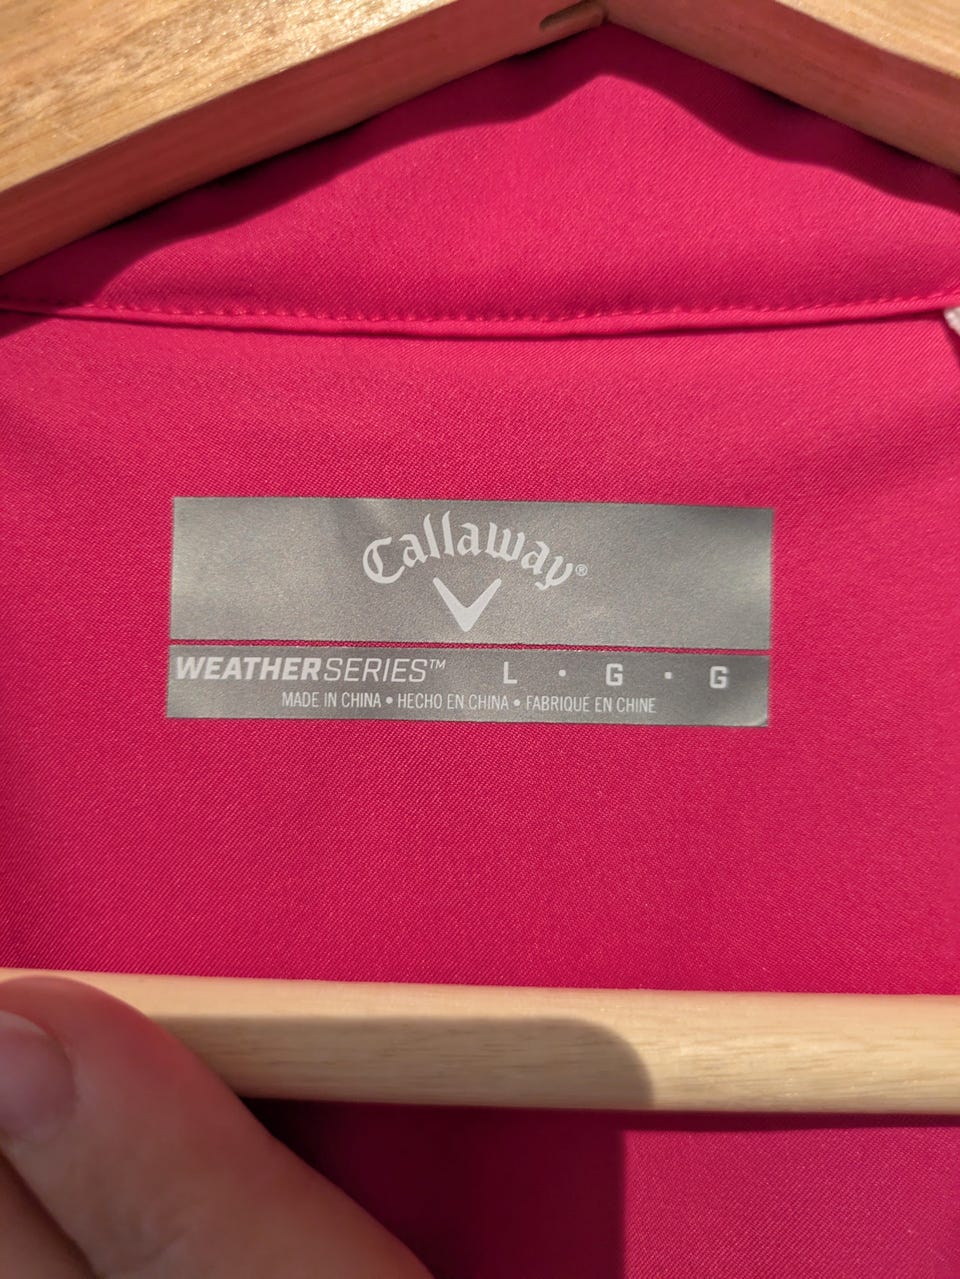 Callaway®
WEATHERSERIES™ L · G · G
MADE IN CHINA • HECHO EN CHINA • FABRIQUÉ EN CHINE